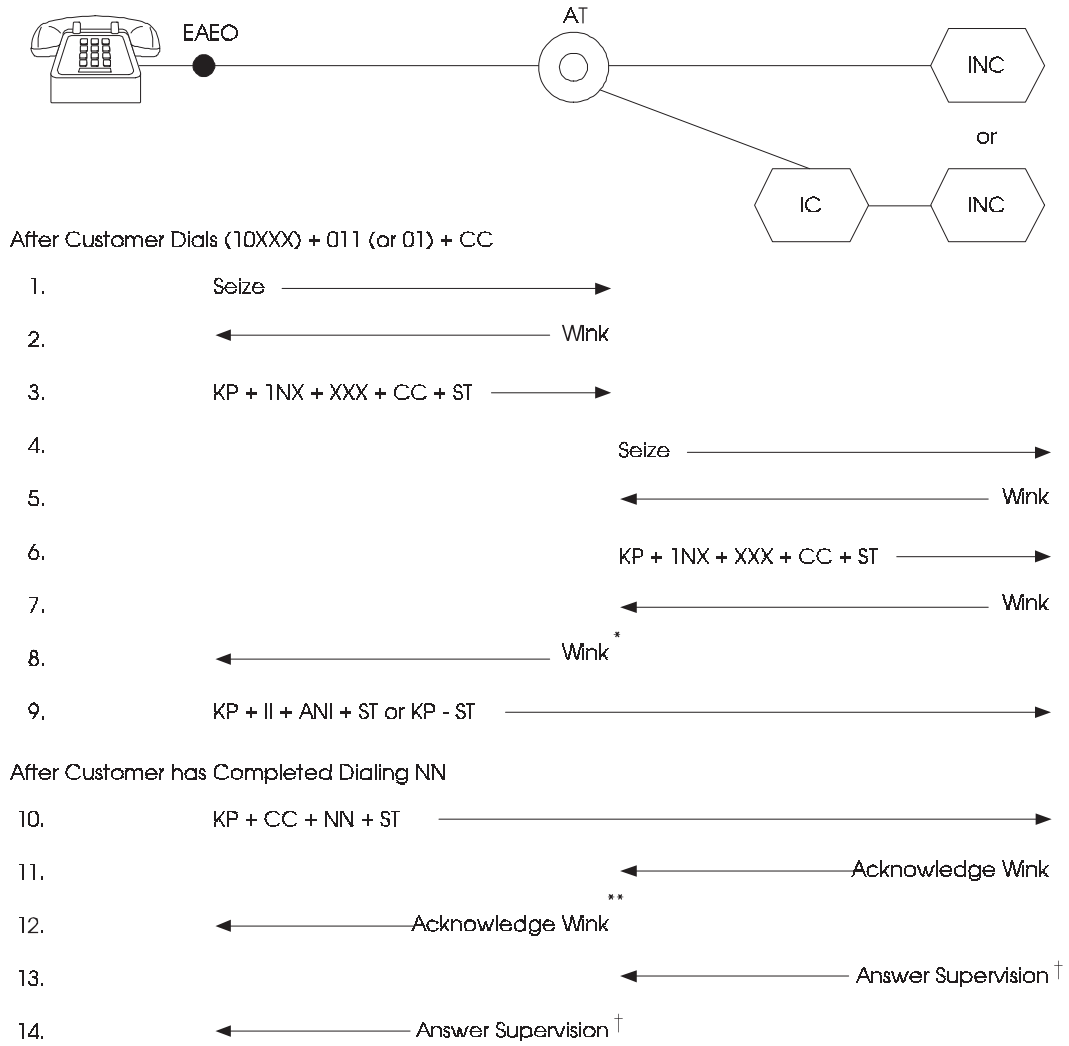 EAEO
AT
INC
or
IC
INC
After Customer Dials (10XXX) + 011 (or 01) + CC
1. Seize
2. Wink
3. KP + 1NX + XXX + CC + ST
4. Seize
5. Wink
6. KP + 1NX + XXX + CC + ST
7. Wink
8. Wink *
9. KP + II + ANI + ST or KP - ST
After Customer has Completed Dialing NN
10. KP + CC + NN + ST
11. Acknowledge Wink
12. Acknowledge Wink **
13. Answer Supervision †
14. Answer Supervision †